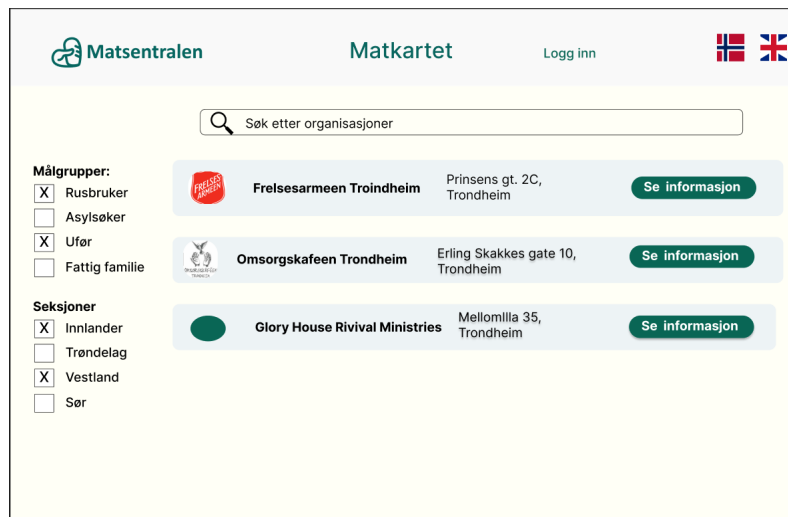 Matsentralen
Matkartet
Logg inn
Søk etter organisasjoner
Målgrupper:
X Rusbruker
Asylsøker
X Ufør
Fattig familie
Seksjoner
X Innlander
Trøndelag
X Vestland
Sør
FRELSES
ARMEEN
Frelsesarmeen Troindheim
Prinsens gt. 2C,
Trondheim
Se informasjon
Omsorgskafeen Trondheim
Erling Skakkes gate 10,
Trondheim
Se informasjon
Glory House Rivival Ministries
Mellomllla 35,
Trondheim
Se informasjon